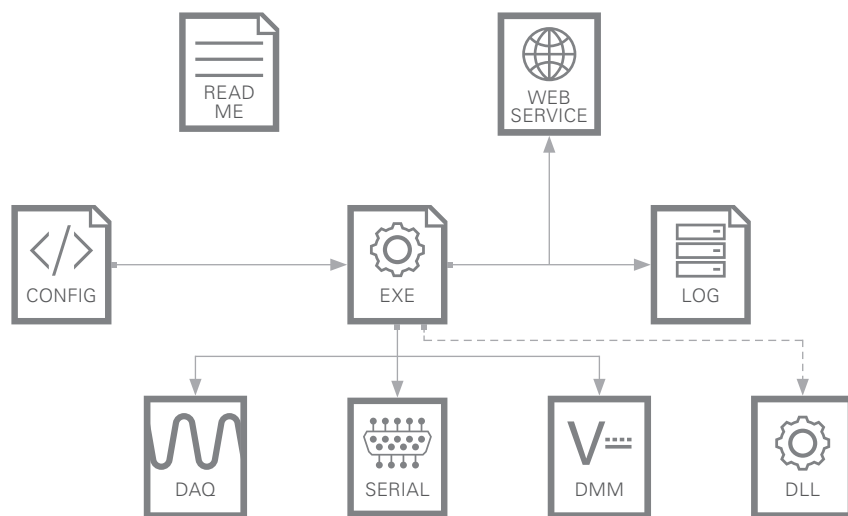 READ
ME
WEB
SERVICE
</>
CONFIG
EXE
LOG
DAQ
SERIAL
V
DMM
DLL